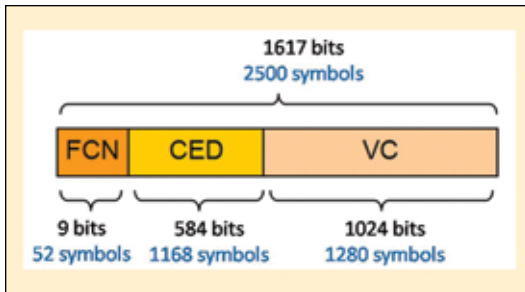 1617 bits
2500 symbols
FCN CED VC
9 bits 584 bits 1024 bits
52 symbols 1168 symbols 1280 symbols